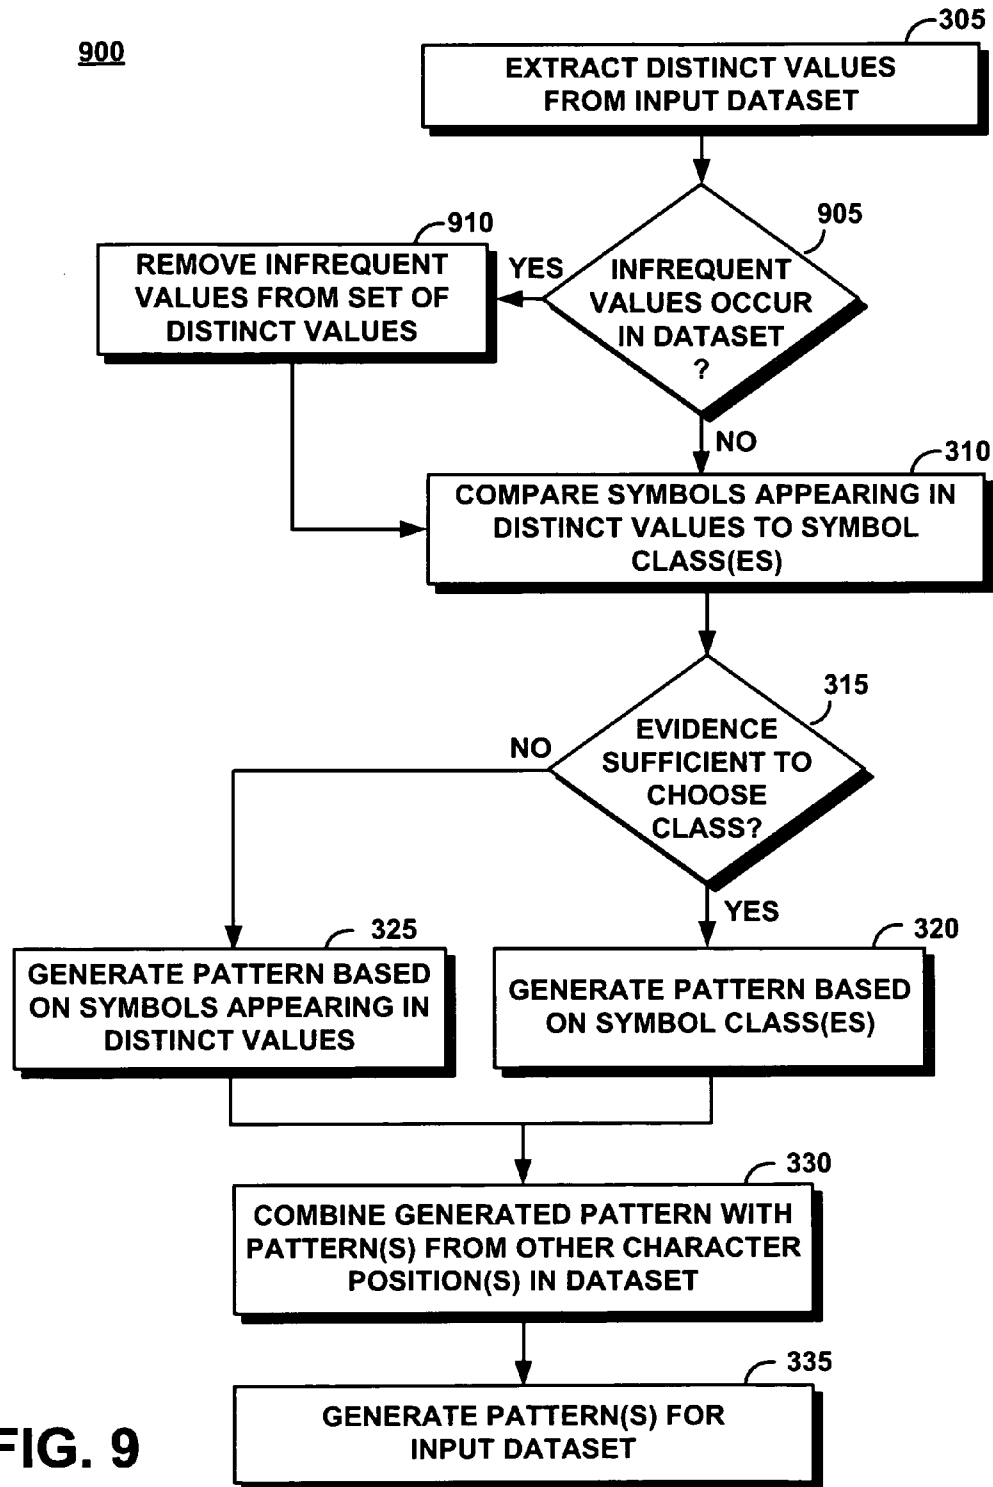 900
305
EXTRACT DISTINCT VALUES
FROM INPUT DATASET
905
INFREQUENT
VALUES OCCUR
IN DATASET
?
YES
910
REMOVE INFREQUENT
VALUES FROM SET OF
DISTINCT VALUES
NO
310
COMPARE SYMBOLS APPEARING IN
DISTINCT VALUES TO SYMBOL
CLASS(ES)
315
EVIDENCE
SUFFICIENT TO
CHOOSE
CLASS?
NO
YES
325
GENERATE PATTERN BASED
ON SYMBOLS APPEARING IN
DISTINCT VALUES
320
GENERATE PATTERN BASED
ON SYMBOL CLASS(ES)
330
COMBINE GENERATED PATTERN WITH
PATTERN(S) FROM OTHER CHARACTER
POSITION(S) IN DATASET
335
GENERATE PATTERN(S) FOR
INPUT DATASET
FIG. 9